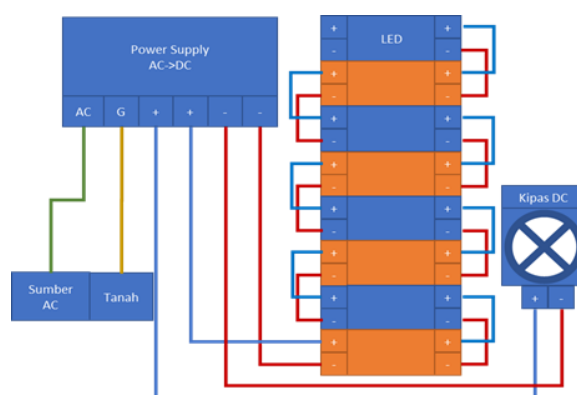 Power Supply
AC->DC
AC G + + - -
Sumber
AC
Tanah
+ LED +
- -
+ +
- -
+ +
- -
+ +
- -
+ +
- -
+ +
- -
+ +
- -
+ +
- -
Kipas DC
+ -